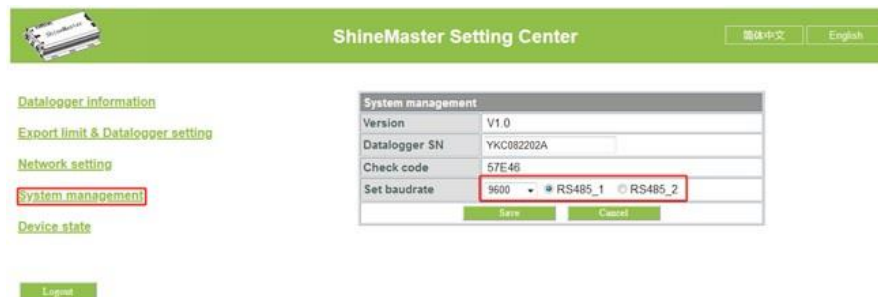 ShineMaster
ShineMaster Setting Center
简体中文 English
Datalogger information
Export limit & Datalogger setting
Network setting
System management
Device state
Logout
System management
Version V1.0
Datalogger SN YKC082202A
Check code 57E46
Set baudrate 9600 RS485_1 RS485_2
Save Cancel